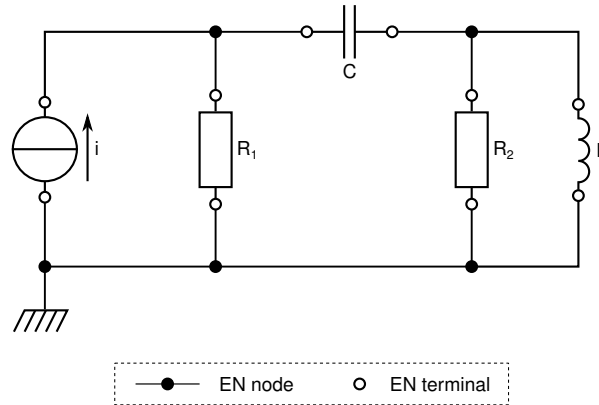 C
i
R₁
R₂
EN node
EN terminal